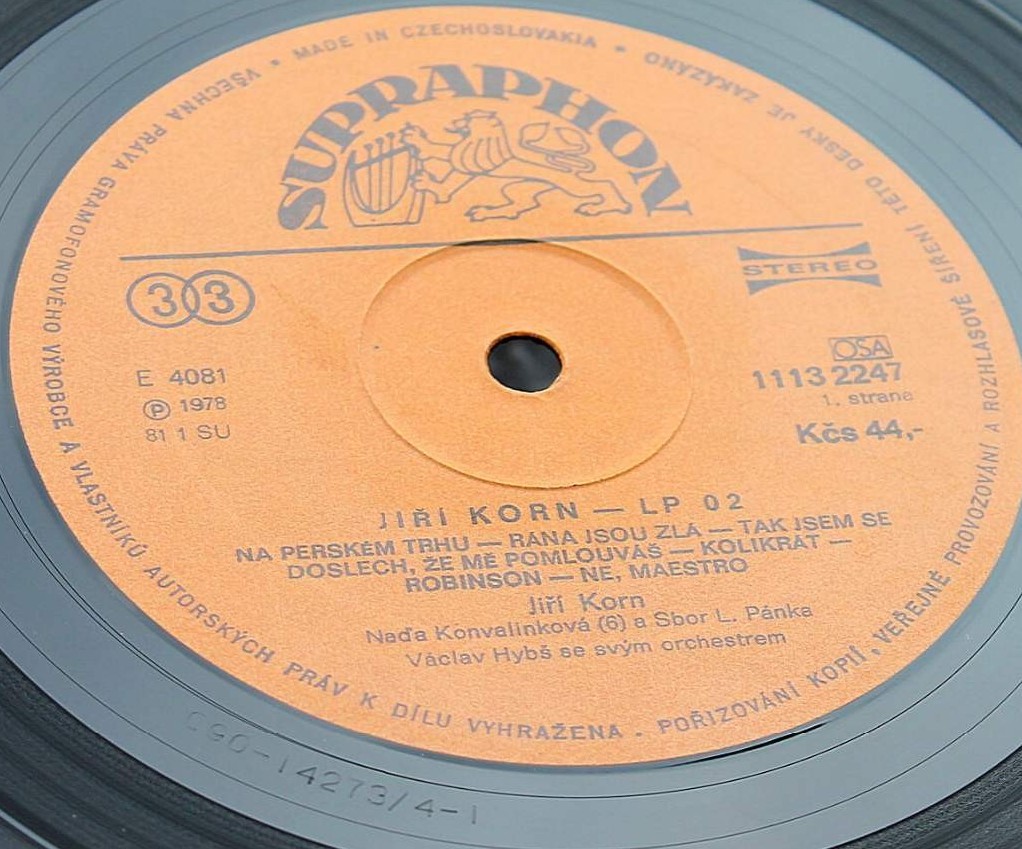 • MADE IN CZECHOSLOVAKIA •
VŠECHNA PRÁVA GRAMOFONOVÉHO VÝROBCE A VLASTNÍKŮ AUTORSKÝCH PRÁV K DÍLU VYHRAŽENA . POŘIZOVÁNÍ KOPIÍ, VEŘEJNÉ PROVOZOVÁNÍ A ROZHLASOVÉ ŠÍŘENÍ TÉTO DESKY JE ZAKÁZÁNO
SUPRAPHON
33
STEREO
E 4081
Ⓟ 1978
81 1 SU
OSA
1113 2247
1. strana
Kčs 44,-
JIŘÍ KORN — LP 02
NA PERSKÉM TRHU — RÁNA JSOU ZLÁ — TAK JSEM SE
DOSLECH, ŽE MĚ POMLOUVÁŠ — KOLIKRÁT —
ROBINSON — NE, MAESTRO
Jiří Korn
Naďa Konvalinková (6) a Sbor L. Pánka
Václav Hybš se svým orchestrem
14273/4-1